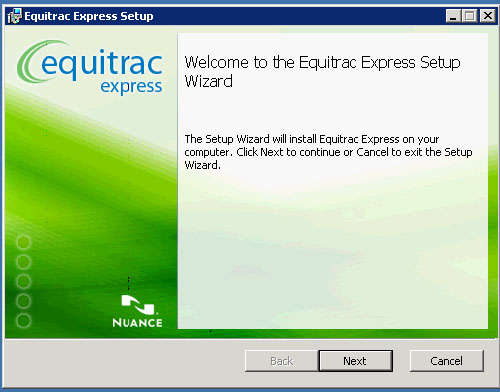 Equitrac Express Setup
equitrac
express
Welcome to the Equitrac Express Setup
Wizard
The Setup Wizard will install Equitrac Express on your
computer. Click Next to continue or Cancel to exit the Setup
Wizard.
NUANCE
Back
Next
Cancel